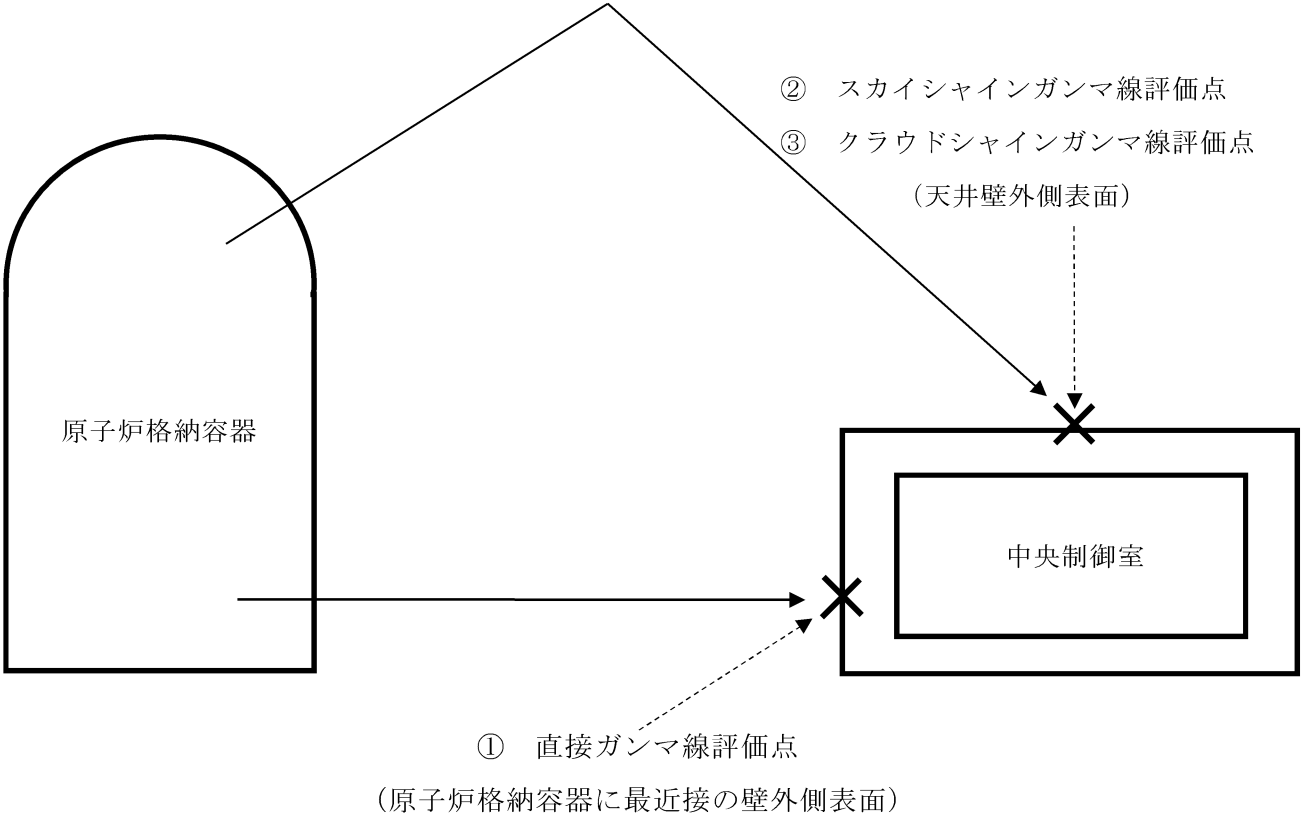 ②　スカイシャインガンマ線評価点
③　クラウドシャインガンマ線評価点
（天井壁外側表面）
原子炉格納容器
中央制御室
①　直接ガンマ線評価点
（原子炉格納容器に最近接の壁外側表面）